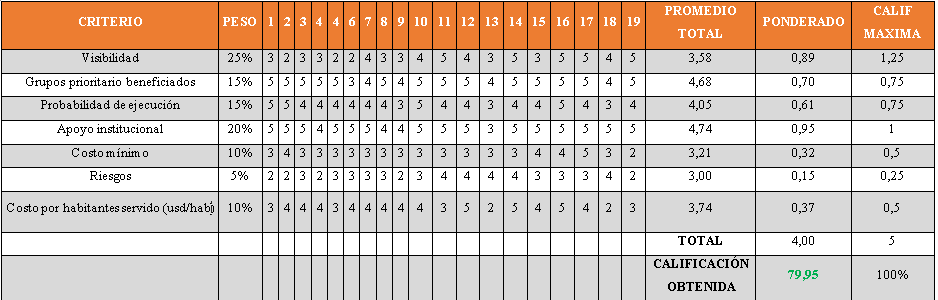 CRITERIO PESO 1 2 3 4 4 6 7 8 9 10 11 12 13 14 15 16 17 18 19 PROMEDIO TOTAL PONDERADO CALIF MAXIMA
Visibilidad 25% 3 2 3 3 2 2 4 3 3 4 5 4 3 5 3 5 5 4 5 3,58 0,89 1,25
Grupos prioritario beneficiados 15% 5 5 5 5 5 3 4 5 4 5 5 5 4 5 5 5 5 4 5 4,68 0,70 0,75
Probabilidad de ejecución 15% 5 5 4 4 4 4 4 4 3 5 4 4 3 4 4 5 4 3 4 4,05 0,61 0,75
Apoyo institucional 20% 5 5 5 4 5 5 5 4 4 5 5 5 3 5 5 5 5 5 5 4,74 0,95 1
Costo mínimo 10% 3 4 3 3 3 3 3 3 3 3 3 3 3 3 4 4 5 3 2 3,21 0,32 0,5
Riesgos 5% 2 2 3 2 3 3 3 3 2 3 4 4 4 4 3 3 3 4 2 3,00 0,15 0,25
Costo por habitante servido (usd/hab) 10% 3 4 4 4 3 4 4 4 4 4 3 5 2 5 4 5 4 2 3 3,74 0,37 0,5
TOTAL 4,00 5
CALIFICACIÓN OBTENIDA 79,95 100%